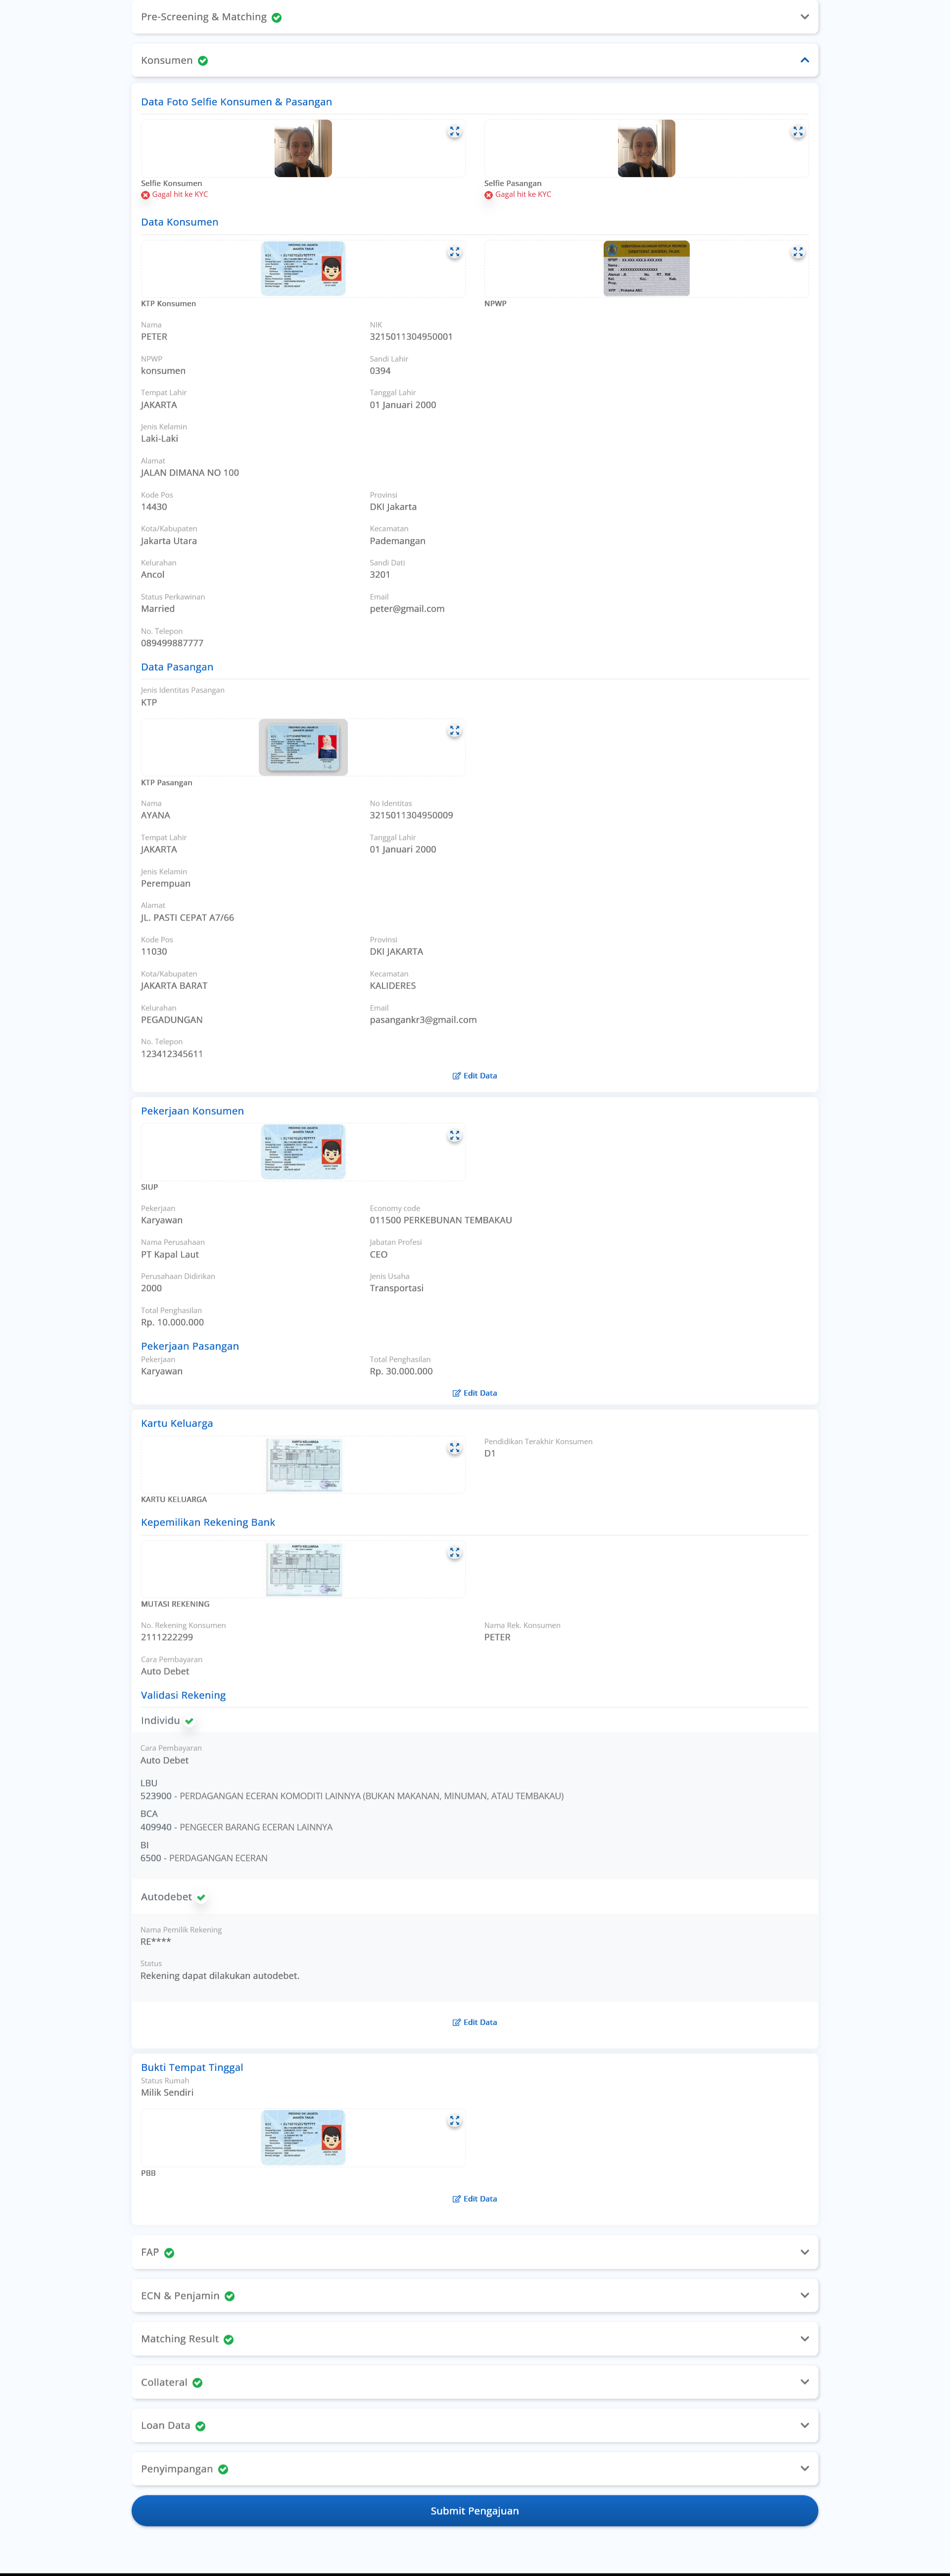 Pre-Screening & Matching
Konsumen
Data Foto Selfie Konsumen & Pasangan
Selfie Konsumen
Gagal hit ke KYC
Selfie Pasangan
Gagal hit ke KYC
Data Konsumen
KTP Konsumen
NPWP
Nama
PETER
NIK
3215011304950001
NPWP
konsumen
Sandi Lahir
0394
Tempat Lahir
JAKARTA
Tanggal Lahir
01 Januari 2000
Jenis Kelamin
Laki-Laki
Alamat
JALAN DIMANA NO 100
Kode Pos
14430
Provinsi
DKI Jakarta
Kota/Kabupaten
Jakarta Utara
Kecamatan
Pademangan
Kelurahan
Ancol
Sandi Dati
3201
Status Perkawinan
Married
Email
peter@gmail.com
No. Telepon
089499887777
Data Pasangan
Jenis Identitas Pasangan
KTP
KTP Pasangan
Nama
AYANA
No Identitas
3215011304950009
Tempat Lahir
JAKARTA
Tanggal Lahir
01 Januari 2000
Jenis Kelamin
Perempuan
Alamat
JL. PASTI CEPAT A7/66
Kode Pos
11030
Provinsi
DKI JAKARTA
Kota/Kabupaten
JAKARTA BARAT
Kecamatan
KALIDERES
Kelurahan
PEGADUNGAN
Email
pasangankr3@gmail.com
No. Telepon
123412345611
Edit Data
Pekerjaan Konsumen
SIUP
Pekerjaan
Karyawan
Economy code
011500 PERKEBUNAN TEMBAKAU
Nama Perusahaan
PT Kapal Laut
Jabatan Profesi
CEO
Perusahaan Didirikan
2000
Jenis Usaha
Transportasi
Total Penghasilan
Rp. 10.000.000
Pekerjaan Pasangan
Pekerjaan
Karyawan
Total Penghasilan
Rp. 30.000.000
Edit Data
Kartu Keluarga
KARTU KELUARGA
Pendidikan Terakhir Konsumen
D1
Kepemilikan Rekening Bank
MUTASI REKENING
No. Rekening Konsumen
2111222299
Nama Rek. Konsumen
PETER
Cara Pembayaran
Auto Debet
Validasi Rekening
Individu
Cara Pembayaran
Auto Debet
LBU
523900 - PERDAGANGAN ECERAN KOMODITI LAINNYA (BUKAN MAKANAN, MINUMAN, ATAU TEMBAKAU)
BCA
409940 - PENGECER BARANG ECERAN LAINNYA
BI
6500 - PERDAGANGAN ECERAN
Autodebet
Nama Pemilik Rekening
RE****
Status
Rekening dapat dilakukan autodebet.
Edit Data
Bukti Tempat Tinggal
Status Rumah
Milik Sendiri
PBB
Edit Data
FAP
ECN & Penjamin
Matching Result
Collateral
Loan Data
Penyimpangan
Submit Pengajuan